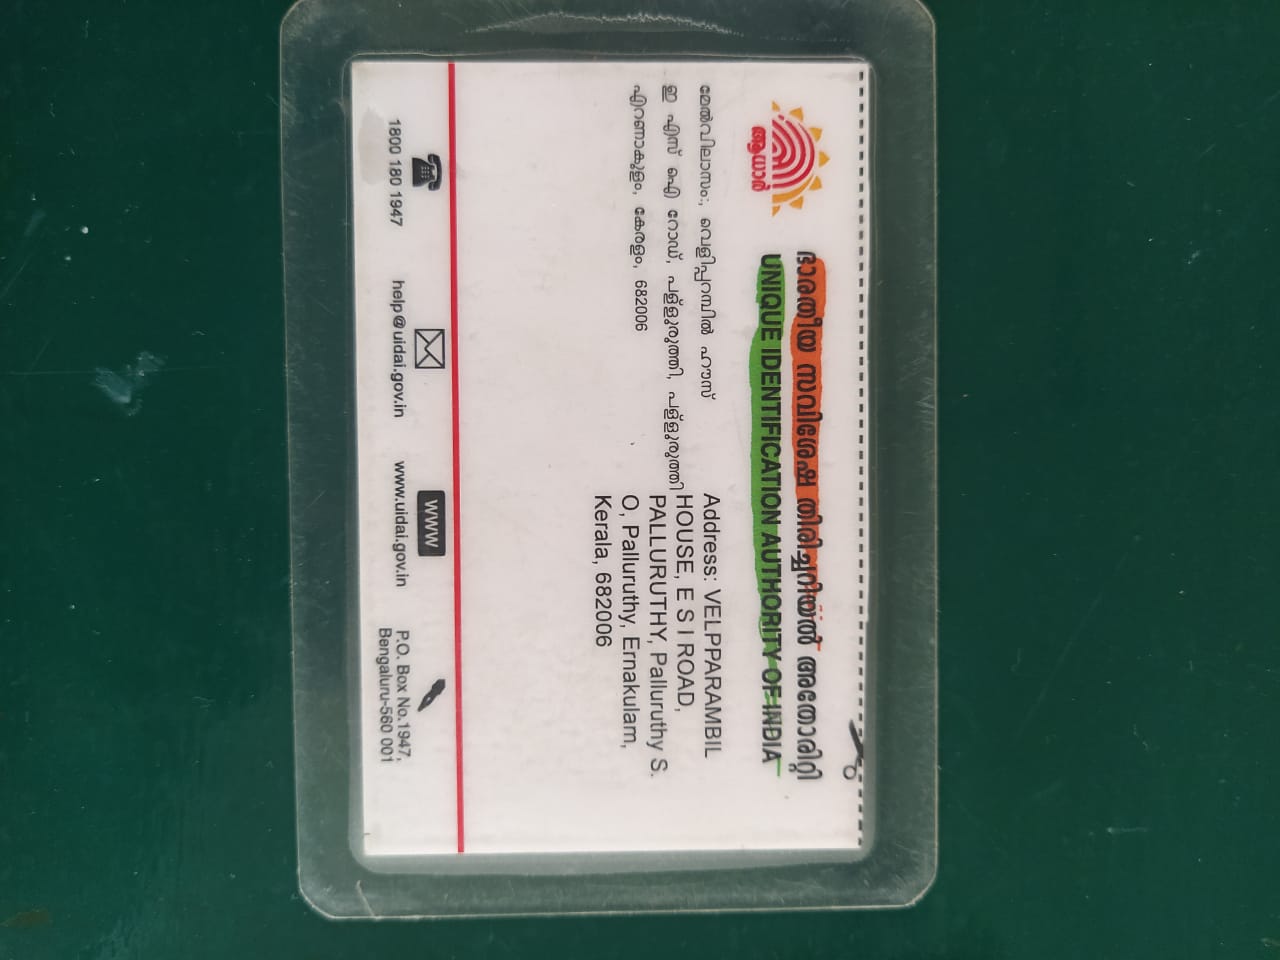 ഭാരതീയ സവിശേഷ തിരിച്ചറിയൽ അതോരിറ്റി
UNIQUE IDENTIFICATION AUTHORITY OF INDIA
ആധാർ
മേൽവിലാസം:, വെളിപ്പറമ്പിൽ ഹൗസ്
ഇ എസ് ഐ റോഡ്, പള്ളുരുത്തി, പള്ളുരുത്തി
എറണാകുളം, കേരളം, 682006
Address: VELPPARAMBIL
HOUSE, E S I ROAD,
PALLURUTHY, Palluruthy S.
O, Palluruthy, Ernakulam,
Kerala, 682006
1800 180 1947
help@uidai.gov.in
WWW
www.uidai.gov.in
P.O. Box No.1947,
Bengaluru-560 001